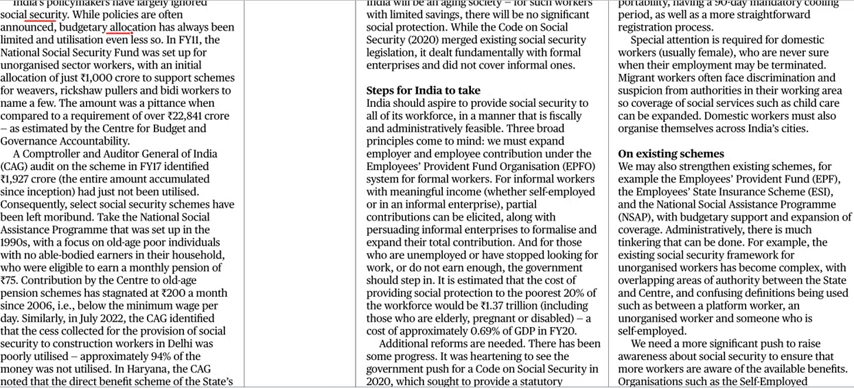 India's policymakers have largely ignored
social security. While policies are often
announced, budgetary allocation has always been
limited and utilisation even less so. In FY11, the
National Social Security Fund was set up for
unorganised sector workers, with an initial
allocation of just ₹1,000 crore to support schemes
for weavers, rickshaw pullers and bidi workers to
name a few. The amount was a pittance when
compared to a requirement of over ₹22,841 crore
– as estimated by the Centre for Budget and
Governance Accountability.
A Comptroller and Auditor General of India
(CAG) audit on the scheme in FY17 identified
₹1,927 crore (the entire amount accumulated
since inception) had just not been utilised.
Consequently, select social security schemes have
been left moribund. Take the National Social
Assistance Programme that was set up in the
1990s, with a focus on old-age poor individuals
with no able-bodied earners in their household,
who were eligible to earn a monthly pension of
₹75. Contribution by the Centre to old-age
pension schemes has stagnated at ₹200 a month
since 2006, i.e., below the minimum wage per
day. Similarly, in July 2022, the CAG identified
that the cess collected for the provision of social
security to construction workers in Delhi was
poorly utilised – approximately 94% of the
money was not utilised. In Haryana, the CAG
noted that the direct benefit scheme of the State's
India will be an aging society – for such workers
with limited savings, there will be no significant
social protection. While the Code on Social
Security (2020) merged existing social security
legislation, it dealt fundamentally with formal
enterprises and did not cover informal ones.
Steps for India to take
India should aspire to provide social security to
all of its workforce, in a manner that is fiscally
and administratively feasible. Three broad
principles come to mind: we must expand
employer and employee contribution under the
Employees' Provident Fund Organisation (EPFO)
system for formal workers. For informal workers
with meaningful income (whether self-employed
or in an informal enterprise), partial
contributions can be elicited, along with
persuading informal enterprises to formalise and
expand their total contribution. And for those
who are unemployed or have stopped looking for
work, or do not earn enough, the government
should step in. It is estimated that the cost of
providing social protection to the poorest 20% of
the workforce would be ₹1.37 trillion (including
those who are elderly, pregnant or disabled) – a
cost of approximately 0.69% of GDP in FY20.
Additional reforms are needed. There has been
some progress. It was heartening to see the
government push for a Code on Social Security in
2020, which sought to provide a statutory
portability, having a 90-day mandatory cooling
period, as well as a more straightforward
registration process.
Special attention is required for domestic
workers (usually female), who are never sure
when their employment may be terminated.
Migrant workers often face discrimination and
suspicion from authorities in their working area
so coverage of social services such as child care
can be expanded. Domestic workers must also
organise themselves across India's cities.
On existing schemes
We may also strengthen existing schemes, for
example the Employees' Provident Fund (EPF),
the Employees' State Insurance Scheme (ESI),
and the National Social Assistance Programme
(NSAP), with budgetary support and expansion of
coverage. Administratively, there is much
tinkering that can be done. For example, the
existing social security framework for
unorganised workers has become complex, with
overlapping areas of authority between the State
and Centre, and confusing definitions being used
such as between a platform worker, an
unorganised worker and someone who is
self-employed.
We need a more significant push to raise
awareness about social security to ensure that
more workers are aware of the available benefits.
Organisations such as the Self-Employed